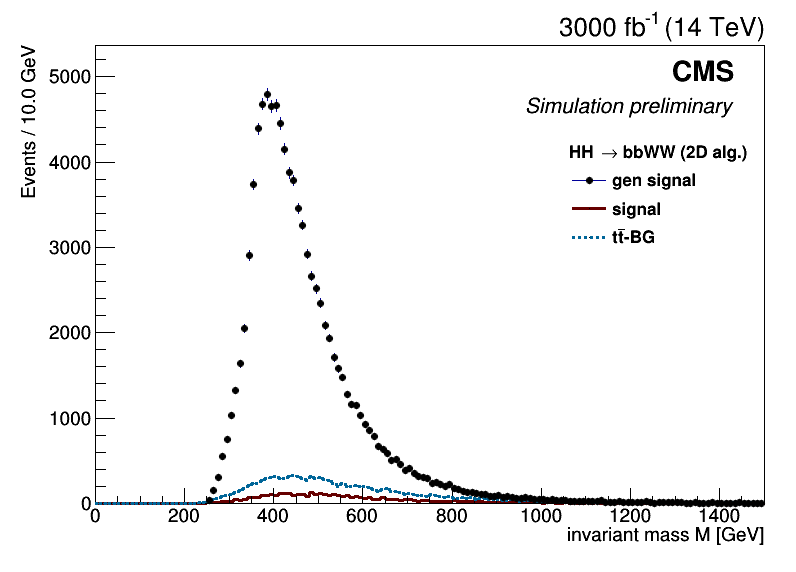 3000 fb⁻¹ (14 TeV)
CMS
Simulation preliminary
HH → bbWW (2D alg.)
gen signal
signal
tt̄-BG
Events / 10.0 GeV
5000
4000
3000
2000
1000
0
0 200 400 600 800 1000 1200 1400
invariant mass M [GeV]